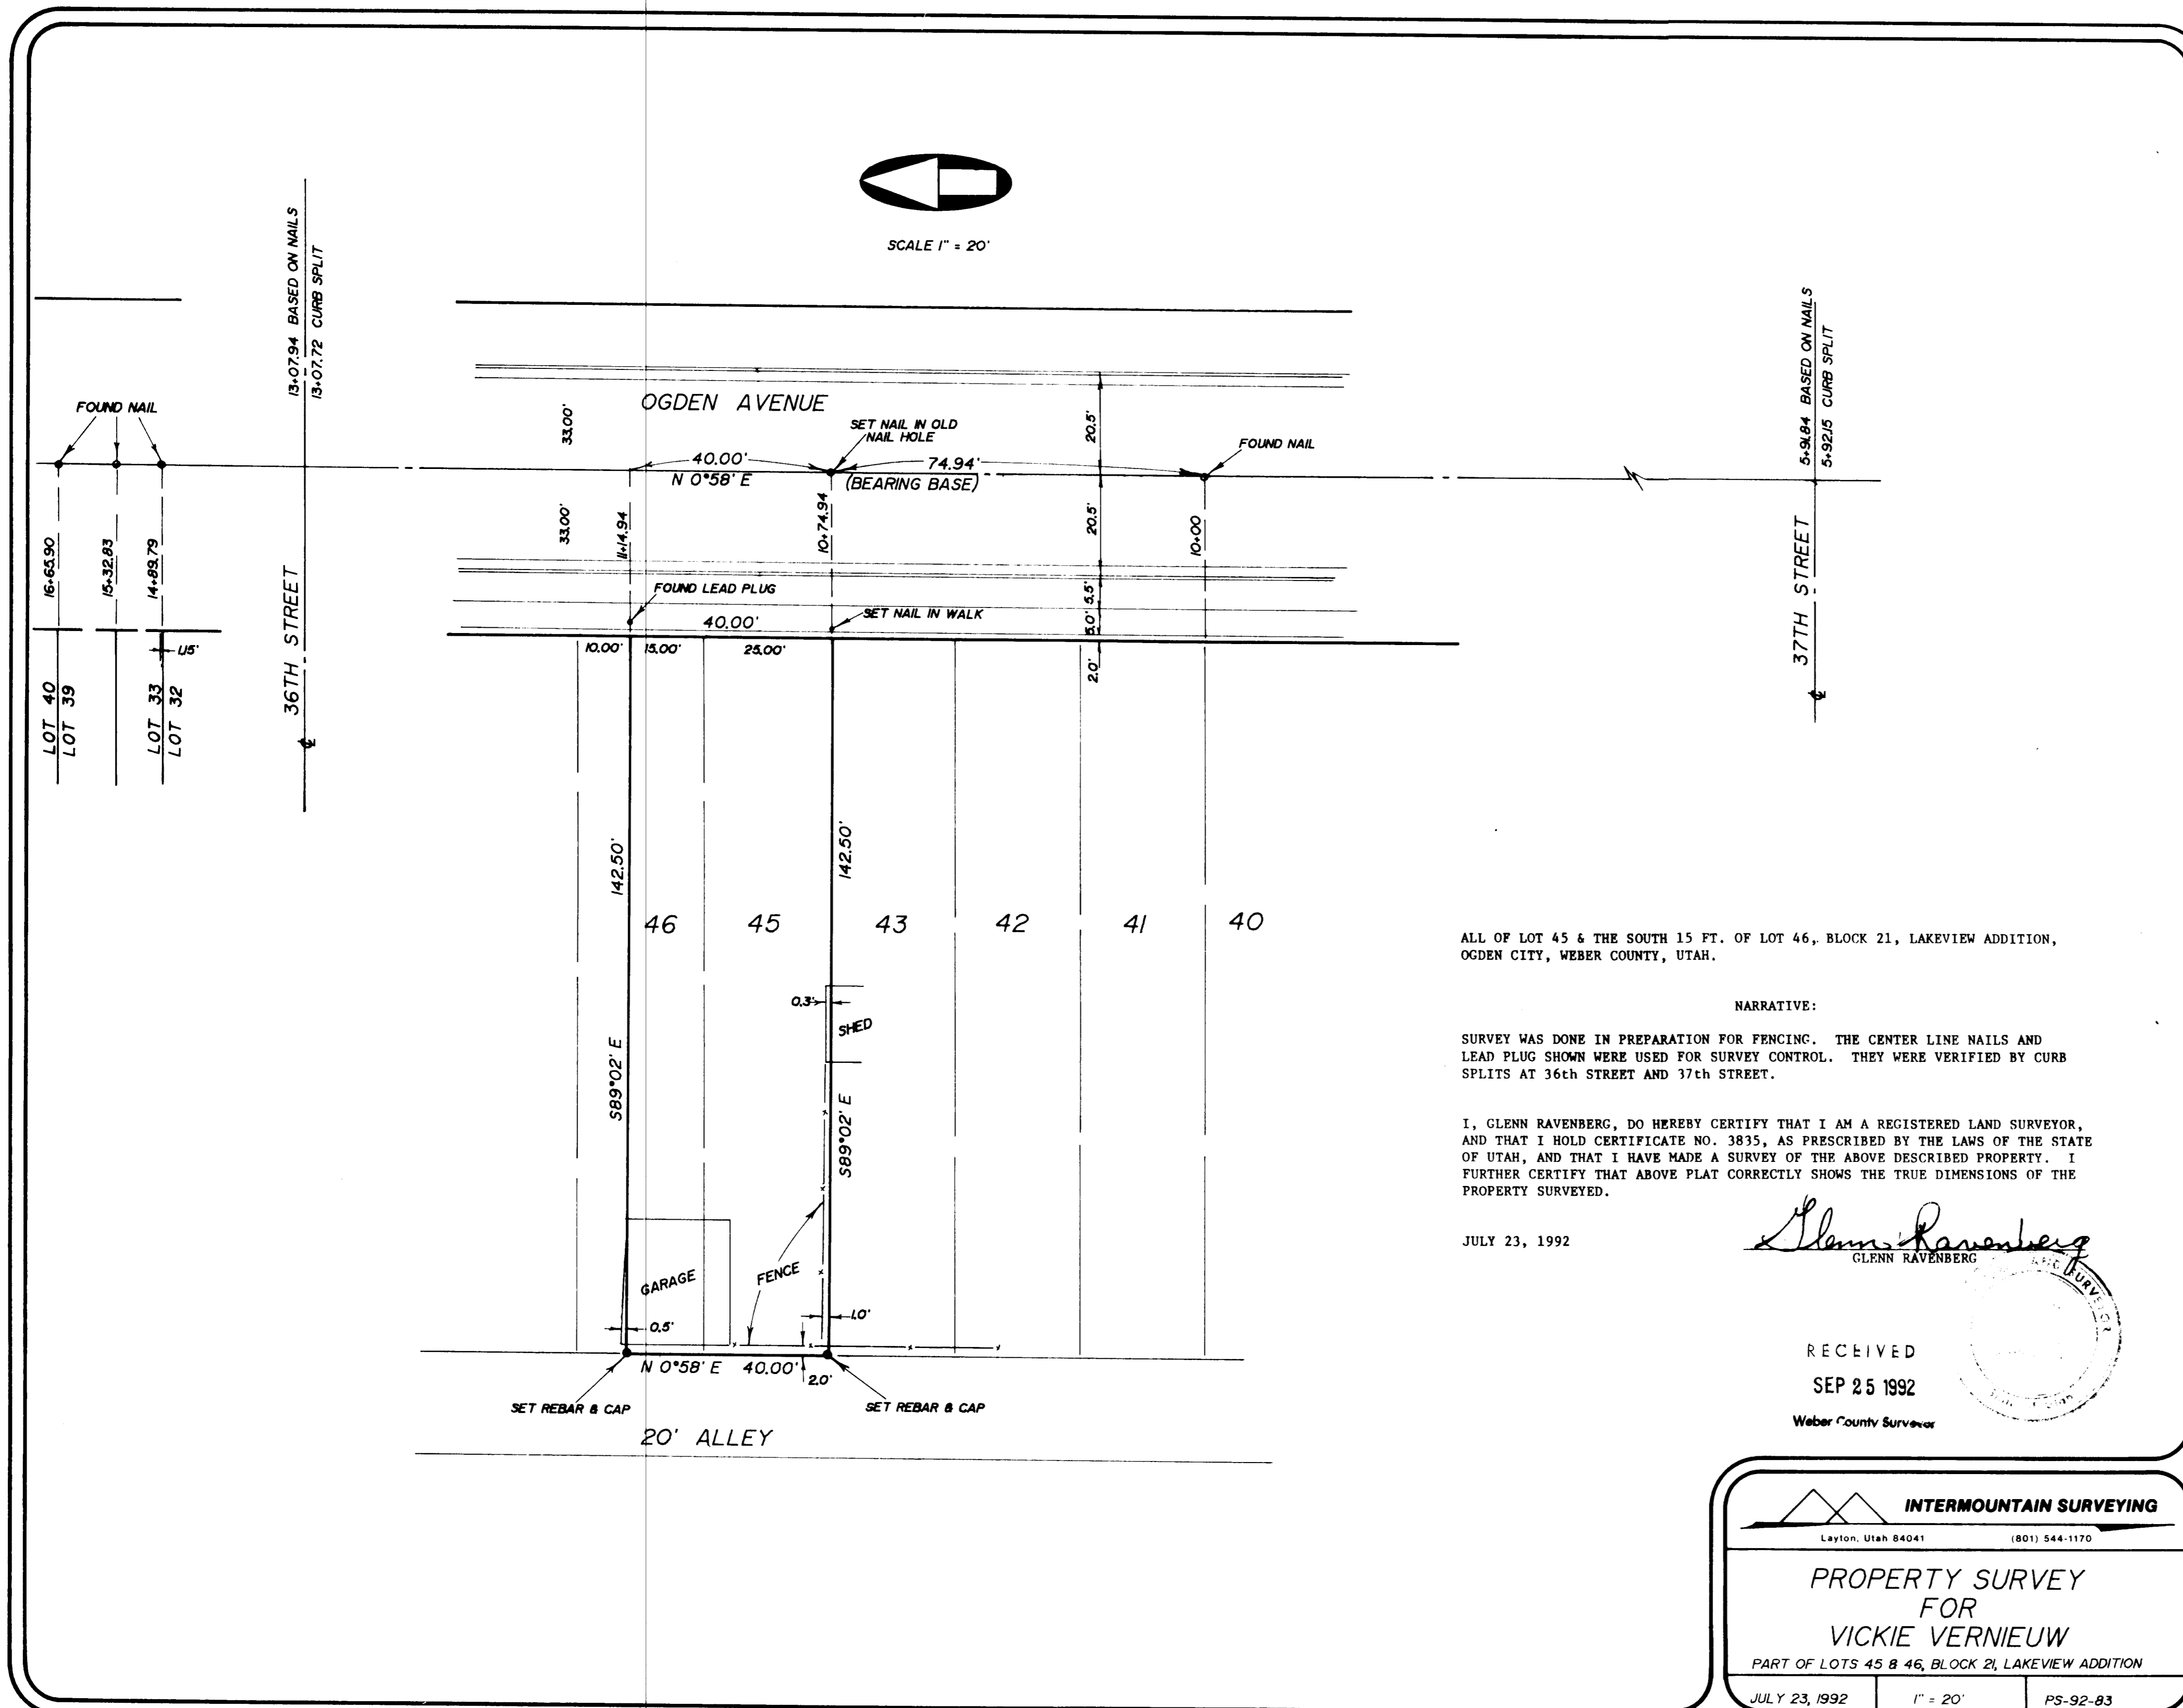 SCALE 1" = 20'
13+07.94 BASED ON NAILS
13+07.72 CURB SPLIT
36TH STREET
FOUND NAIL
16+65.90
15+32.83
14+89.79
1.15'
LOT 40
LOT 39
LOT 33
LOT 32
OGDEN AVENUE
33.00'
33.00'
SET NAIL IN OLD
NAIL HOLE
40.00'
74.94'
N 0°58' E
(BEARING BASE)
FOUND NAIL
20.5'
20.5'
5.5'
5.0'
2.0'
11+14.94
10+74.94
10+00
5+91.84 BASED ON NAILS
5+92.15 CURB SPLIT
37TH STREET
FOUND LEAD PLUG
40.00'
SET NAIL IN WALK
10.00'
15.00'
25.00'
142.50'
142.50'
46
45
43
42
41
40
S89°02' E
S89°02' E
0.3'
SHED
GARAGE
FENCE
0.5'
1.0'
N 0°58' E 40.00'
2.0'
SET REBAR & CAP
SET REBAR & CAP
20' ALLEY
ALL OF LOT 45 & THE SOUTH 15 FT. OF LOT 46, BLOCK 21, LAKEVIEW ADDITION,
OGDEN CITY, WEBER COUNTY, UTAH.
NARRATIVE:
SURVEY WAS DONE IN PREPARATION FOR FENCING. THE CENTER LINE NAILS AND
LEAD PLUG SHOWN WERE USED FOR SURVEY CONTROL. THEY WERE VERIFIED BY CURB
SPLITS AT 36th STREET AND 37th STREET.
I, GLENN RAVENBERG, DO HEREBY CERTIFY THAT I AM A REGISTERED LAND SURVEYOR,
AND THAT I HOLD CERTIFICATE NO. 3835, AS PRESCRIBED BY THE LAWS OF THE STATE
OF UTAH, AND THAT I HAVE MADE A SURVEY OF THE ABOVE DESCRIBED PROPERTY. I
FURTHER CERTIFY THAT ABOVE PLAT CORRECTLY SHOWS THE TRUE DIMENSIONS OF THE
PROPERTY SURVEYED.
JULY 23, 1992
Glenn Ravenberg
GLENN RAVENBERG
SURVEYOR
RECEIVED
SEP 25 1992
Weber County Surveyor
INTERMOUNTAIN SURVEYING
Layton, Utah 84041 (801) 544-1170
PROPERTY SURVEY
FOR
VICKIE VERNIEUW
PART OF LOTS 45 & 46, BLOCK 21, LAKEVIEW ADDITION
JULY 23, 1992 1" = 20' PS-92-83